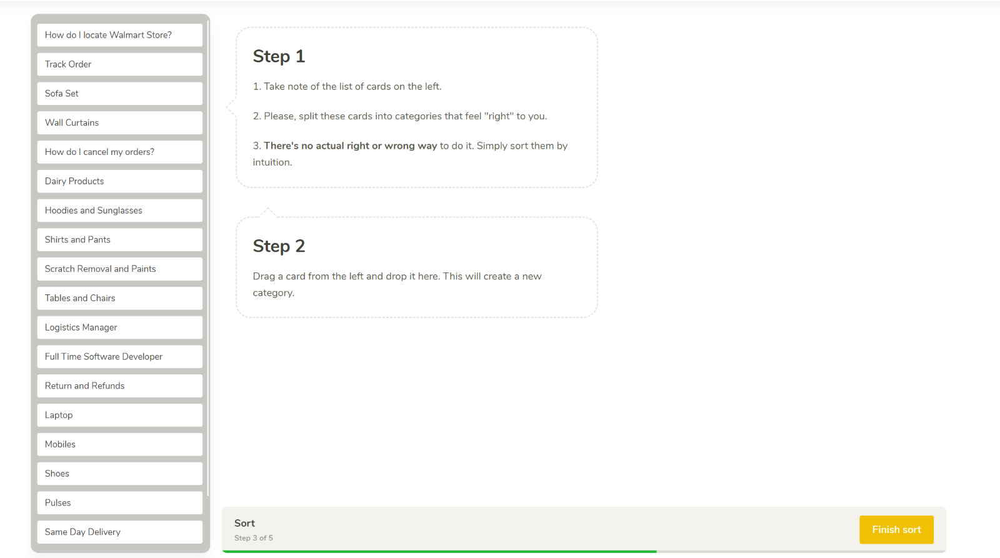 How do I locate Walmart Store?
Track Order
Sofa Set
Wall Curtains
How do I cancel my orders?
Dairy Products
Hoodies and Sunglasses
Shirts and Pants
Scratch Removal and Paints
Tables and Chairs
Logistics Manager
Full Time Software Developer
Return and Refunds
Laptop
Mobiles
Shoes
Pulses
Same Day Delivery
Step 1
1. Take note of the list of cards on the left.
2. Please, split these cards into categories that feel "right" to you.
3. There's no actual right or wrong way to do it. Simply sort them by
intuition.
Step 2
Drag a card from the left and drop it here. This will create a new
category.
Sort
Step 3 of 5
Finish sort